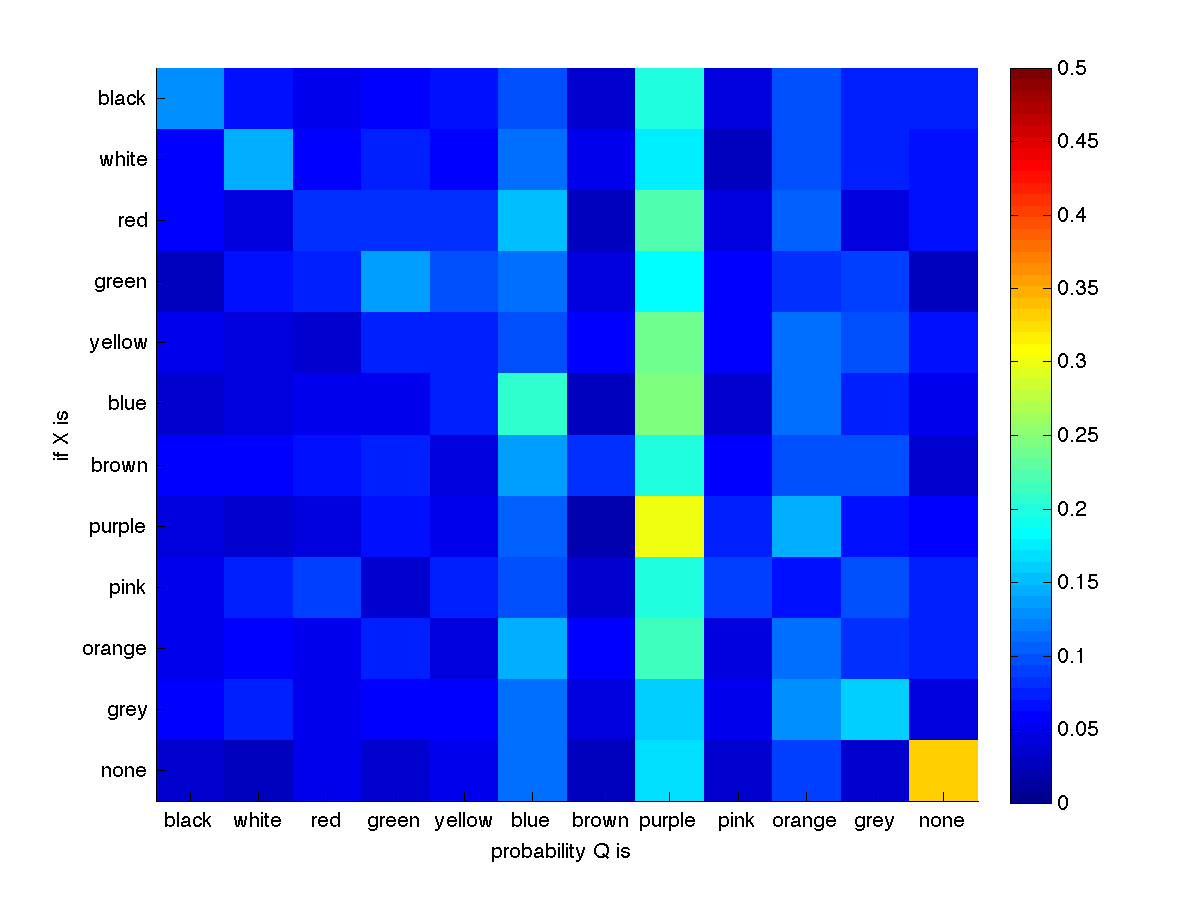 black
white
red
green
yellow
blue
brown
purple
pink
orange
grey
none
if X is
black white red green yellow blue brown purple pink orange grey none
probability Q is
0.5
0.45
0.4
0.35
0.3
0.25
0.2
0.15
0.1
0.05
0